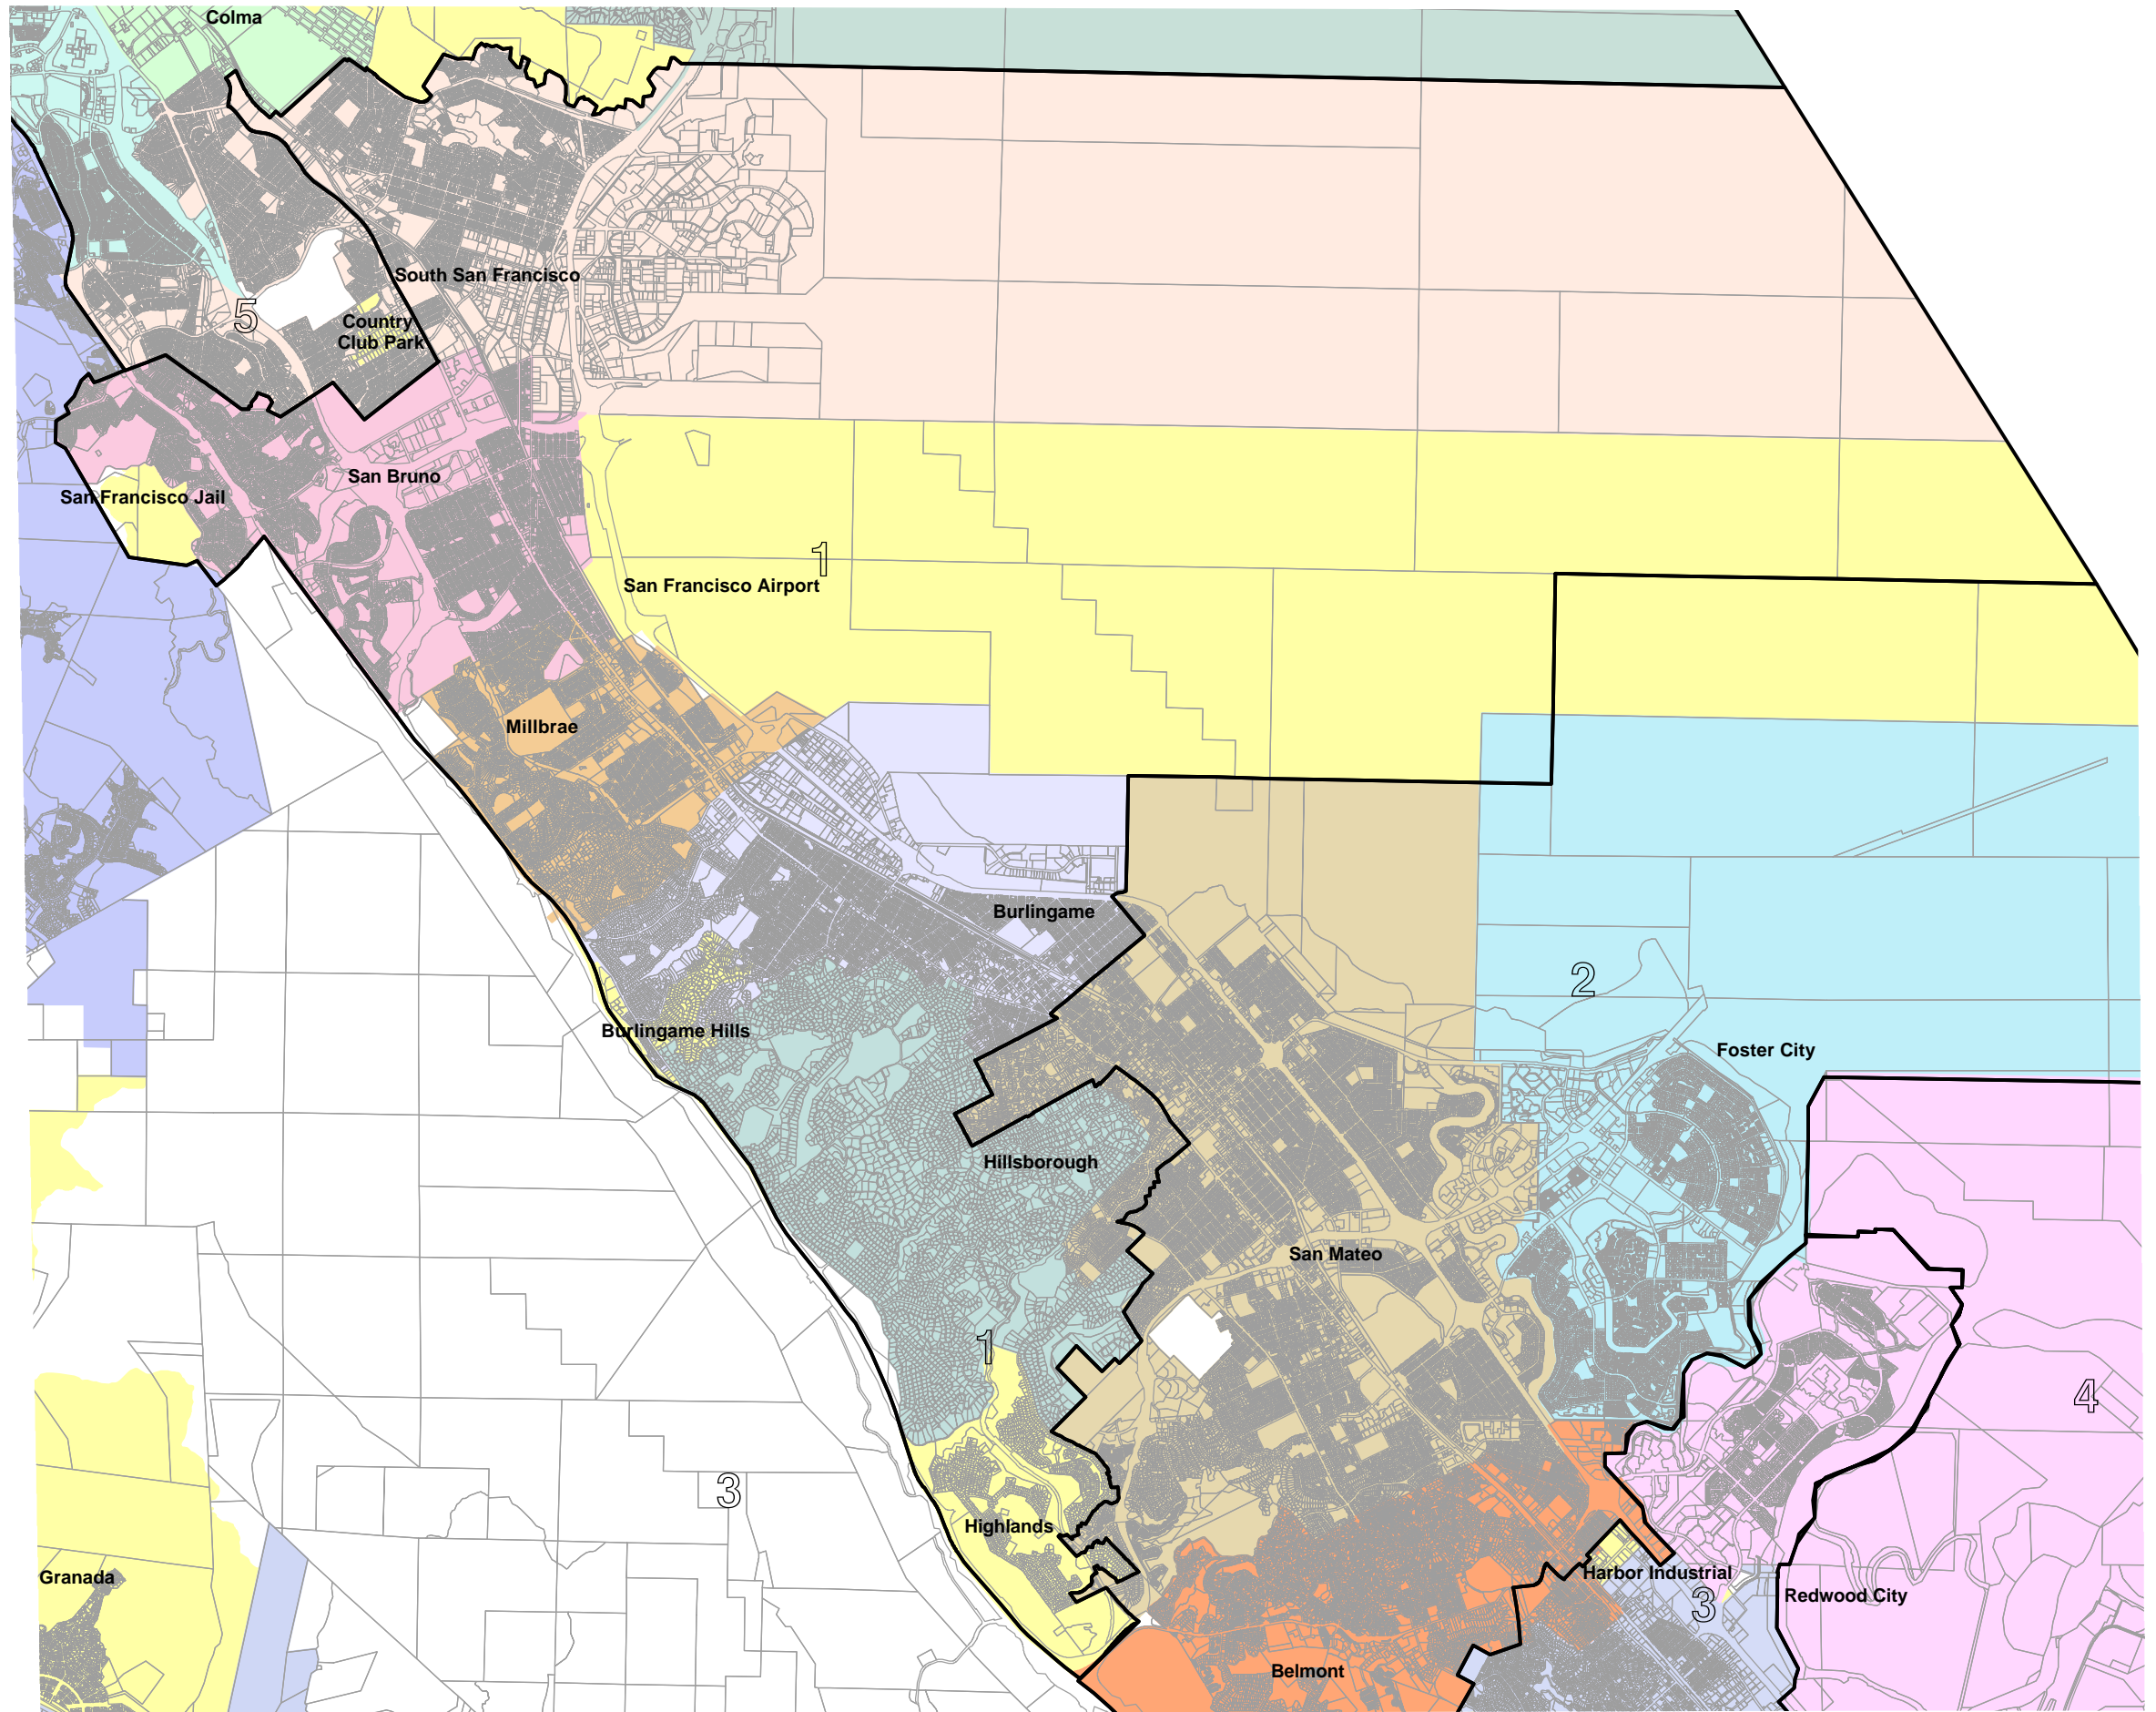 Colma
South San Francisco
5
Country
Club Park
San Bruno
San Francisco Jail
1
San Francisco Airport
Millbrae
Burlingame
2
Burlingame Hills
Foster City
Hillsborough
San Mateo
1
4
3
Highlands
Granada
Harbor Industrial
3
Redwood City
Belmont